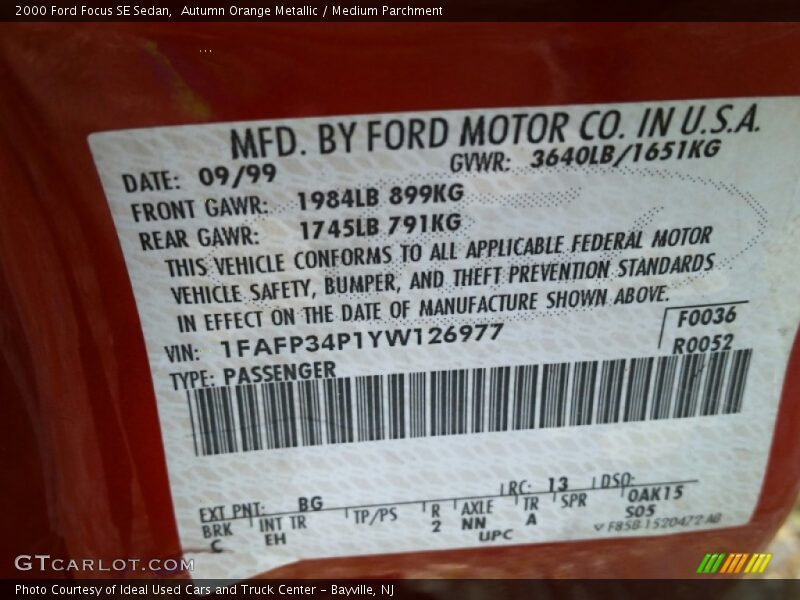 2000 Ford Focus SE Sedan,  Autumn Orange Metallic / Medium Parchment
MFD. BY FORD MOTOR CO. IN U.S.A.
DATE: 09/99 GVWR: 3640LB/1651KG
FRONT GAWR: 1984LB 899KG
REAR GAWR: 1745LB 791KG
THIS VEHICLE CONFORMS TO ALL APPLICABLE FEDERAL MOTOR
VEHICLE SAFETY, BUMPER, AND THEFT PREVENTION STANDARDS
IN EFFECT ON THE DATE OF MANUFACTURE SHOWN ABOVE.
VIN: 1FAFP34P1YW126977 F0036
TYPE: PASSENGER R0052
EXT PNT: BG RC: 13 DSO:
BRK INT TR TP/PS R AXLE TR SPR OAK15
C EH 2 NN A S05
UPC F85B-1520472-AB
GTCARLOT.COM
Photo Courtesy of Ideal Used Cars and Truck Center – Bayville, NJ